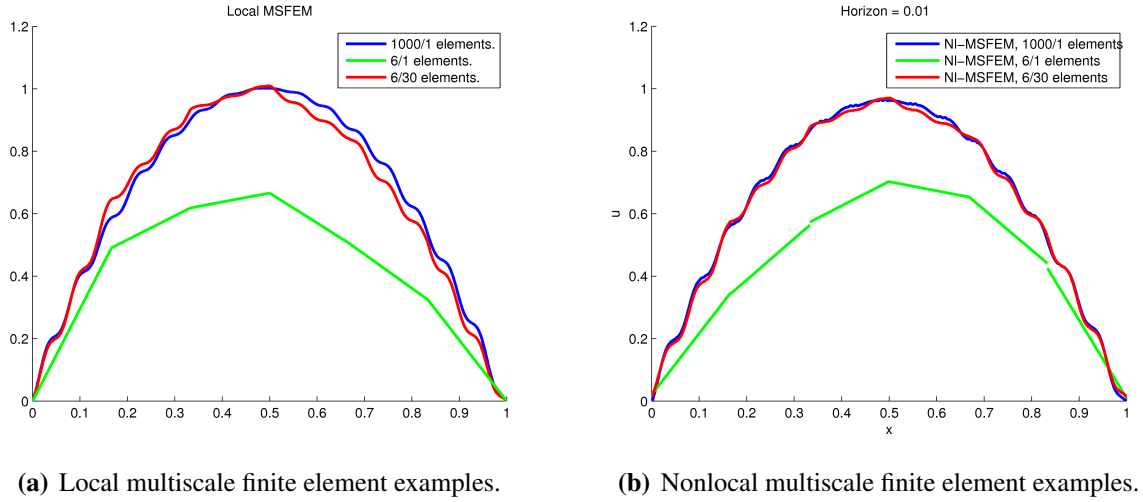 Local MSFEM
1.2
1
0.8
0.6
0.4
0.2
0
0 0.1 0.2 0.3 0.4 0.5 0.6 0.7 0.8 0.9 1
1000/1 elements.
6/1 elements.
6/30 elements.
(a) Local multiscale finite element examples.
Horizon = 0.01
1.2
1
0.8
0.6
0.4
0.2
0
u
0 0.1 0.2 0.3 0.4 0.5 0.6 0.7 0.8 0.9 1
x
NI−MSFEM, 1000/1 elements
NI−MSFEM, 6/1 elements
NI−MSFEM, 6/30 elements
(b) Nonlocal multiscale finite element examples.